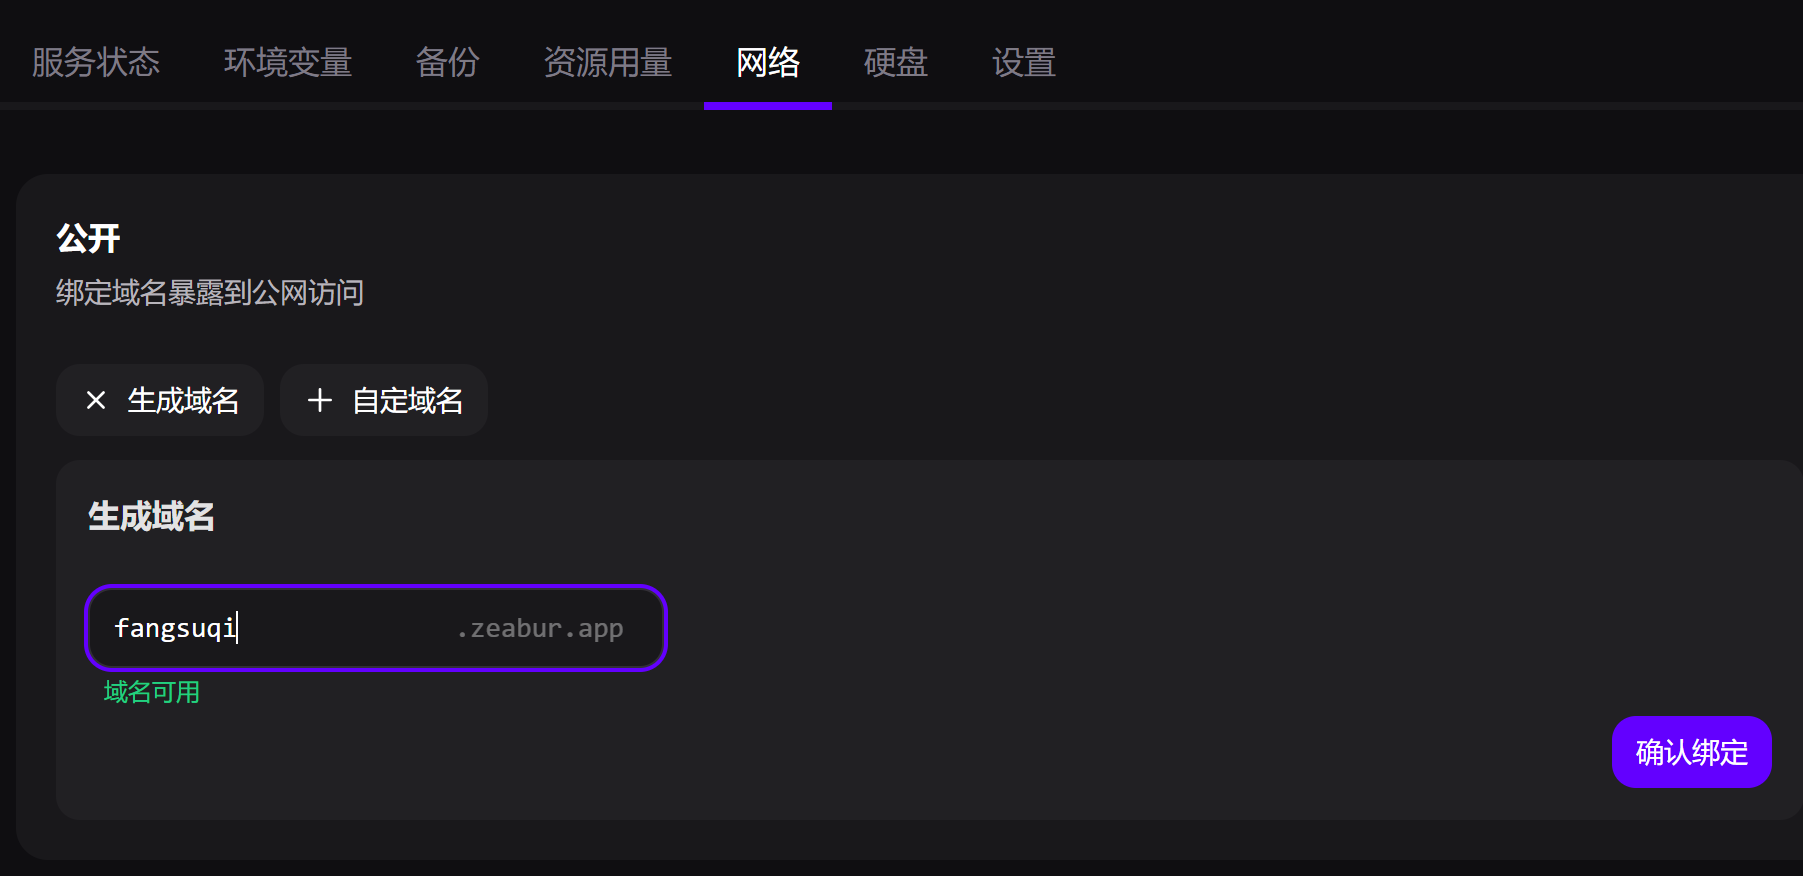 服务状态 环境变量 备份 资源用量 网络 硬盘 设置
公开
绑定域名暴露到公网访问
生成域名 自定域名
生成域名
fangsuqi .zeabur.app
域名可用
确认绑定